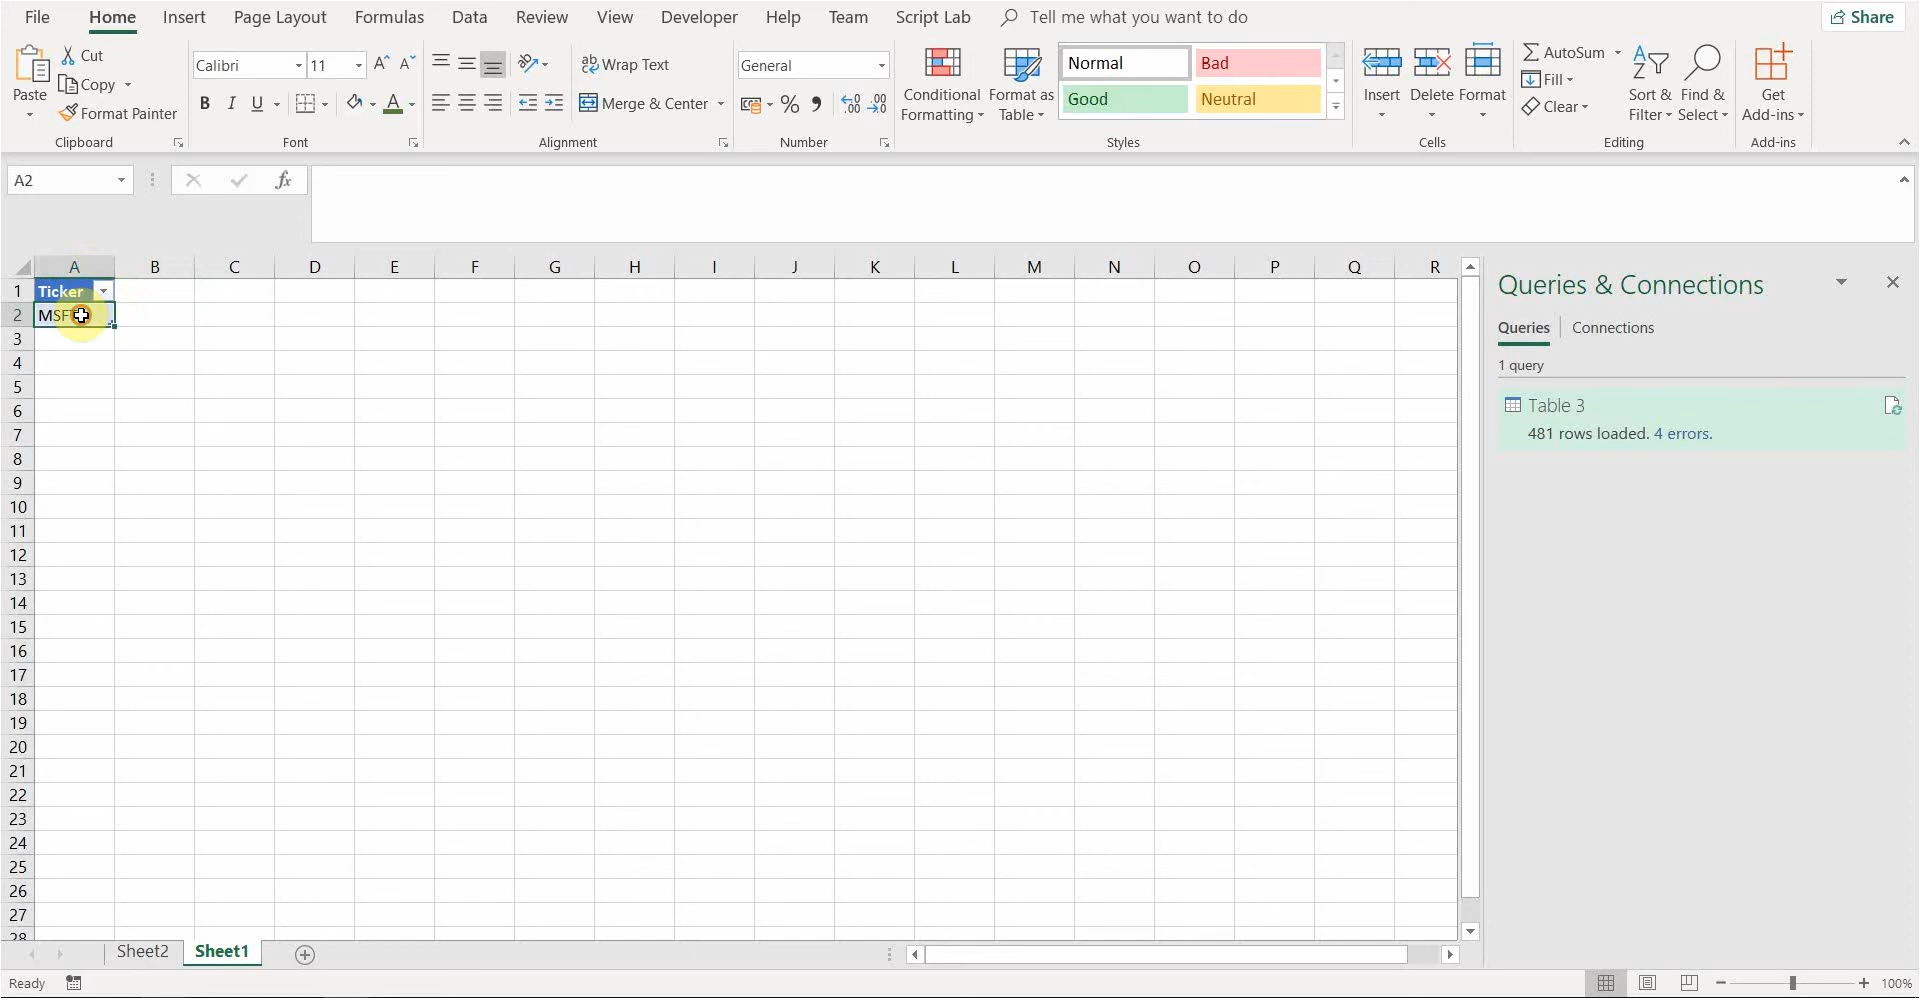 File Home Insert Page Layout Formulas Data Review View Developer Help Team Script Lab Tell me what you want to do Share
Paste
Cut
Copy
Format Painter
Clipboard
Calibri 11
B I U
Font
Wrap Text
Merge & Center
Alignment
General
Number
Conditional Formatting
Format as Table
Normal Bad
Good Neutral
Styles
Insert Delete Format
Cells
AutoSum
Fill
Clear
Sort & Filter
Find & Select
Editing
Get Add-ins
Add-ins
A2 fx
A B C D E F G H I J K L M N O P Q R
1 Ticker
2
3
4
5
6
7
8
9
10
11
12
13
14
15
16
17
18
19
20
21
22
23
24
25
26
27
28
Queries & Connections
Queries Connections
1 query
Table 3
481 rows loaded. 4 errors.
Sheet2 Sheet1
Ready 100%